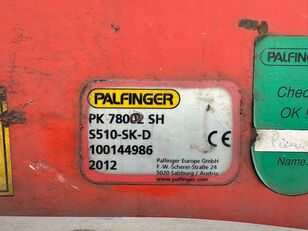 PALFINGER
PK 78002 SH
S510-SK-D
100144986
2012
CE
Palfinger Europe GmbH
F.-W.-Scherer-Straße 24
5020 Salzburg / Austria
www.palfinger.com
Chec
OK !
Name: